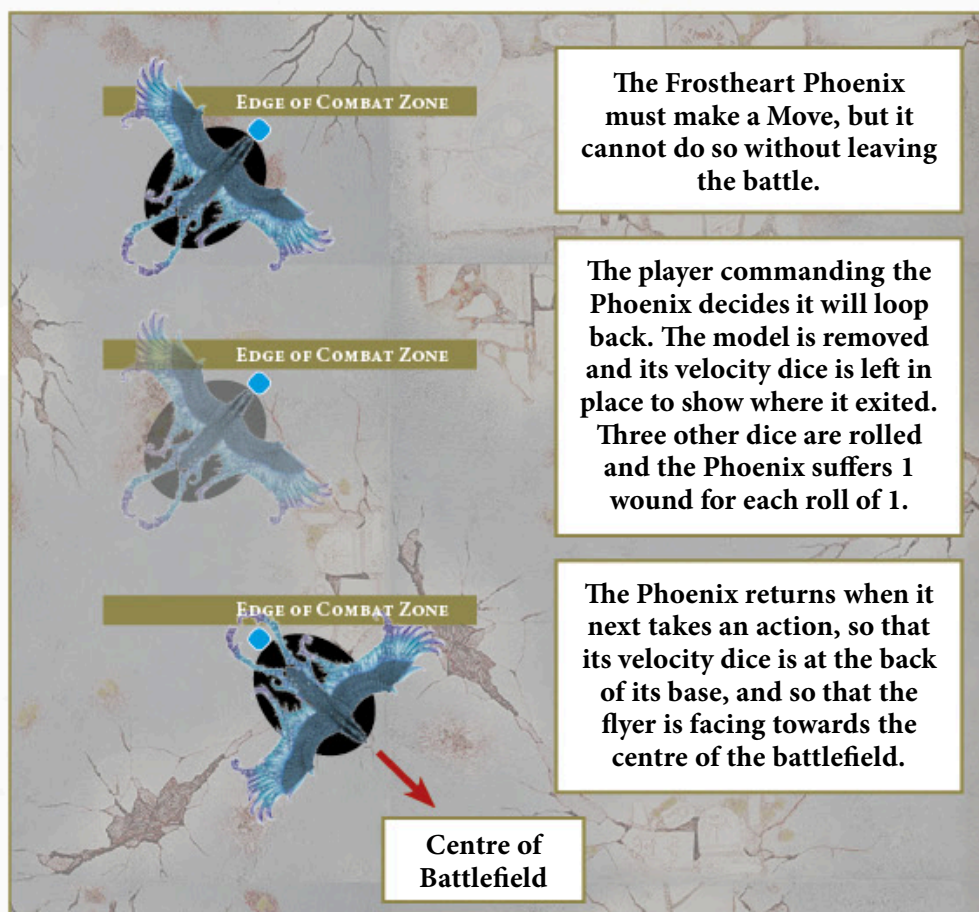 EDGE OF COMBAT ZONE
The Frostheart Phoenix
must make a Move, but it
cannot do so without leaving
the battle.
EDGE OF COMBAT ZONE
The player commanding the
Phoenix decides it will loop
back. The model is removed
and its velocity dice is left in
place to show where it exited.
Three other dice are rolled
and the Phoenix suffers 1
wound for each roll of 1.
EDGE OF COMBAT ZONE
The Phoenix returns when it
next takes an action, so that
its velocity dice is at the back
of its base, and so that the
flyer is facing towards the
centre of the battlefield.
Centre of
Battlefield